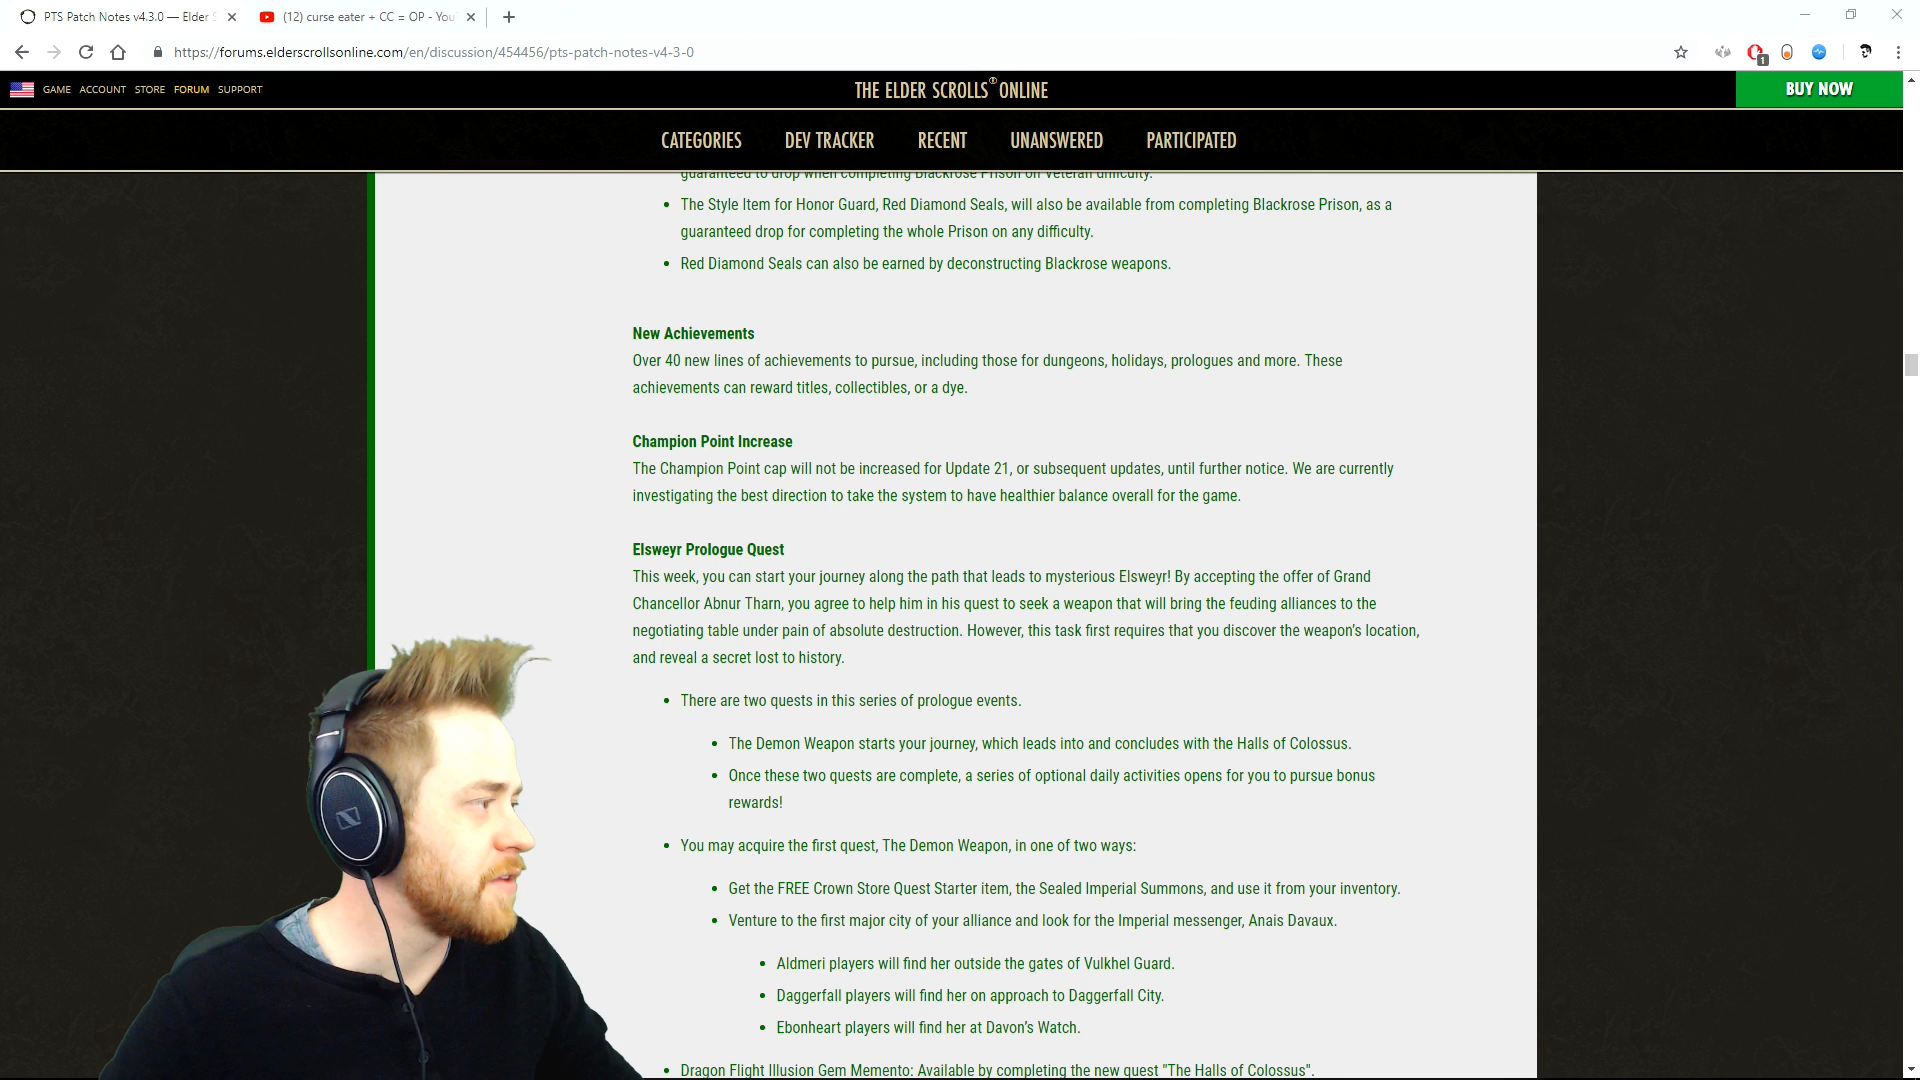 PTS Patch Notes v4.3.0 — Elder S
(12) curse eater + CC = OP - You
https://forums.elderscrollsonline.com/en/discussion/454456/pts-patch-notes-v4-3-0
1
GAME ACCOUNT STORE FORUM SUPPORT
THE ELDER SCROLLS ONLINE
BUY NOW
CATEGORIES DEV TRACKER RECENT UNANSWERED PARTICIPATED
guaranteed to drop when completing Blackrose Prison on Veteran difficulty.
• The Style Item for Honor Guard, Red Diamond Seals, will also be available from completing Blackrose Prison, as a
guaranteed drop for completing the whole Prison on any difficulty.
• Red Diamond Seals can also be earned by deconstructing Blackrose weapons.
New Achievements
Over 40 new lines of achievements to pursue, including those for dungeons, holidays, prologues and more. These
achievements can reward titles, collectibles, or a dye.
Champion Point Increase
The Champion Point cap will not be increased for Update 21, or subsequent updates, until further notice. We are currently
investigating the best direction to take the system to have healthier balance overall for the game.
Elsweyr Prologue Quest
This week, you can start your journey along the path that leads to mysterious Elsweyr! By accepting the offer of Grand
Chancellor Abnur Tharn, you agree to help him in his quest to seek a weapon that will bring the feuding alliances to the
negotiating table under pain of absolute destruction. However, this task first requires that you discover the weapon's location,
and reveal a secret lost to history.
• There are two quests in this series of prologue events.
• The Demon Weapon starts your journey, which leads into and concludes with the Halls of Colossus.
• Once these two quests are complete, a series of optional daily activities opens for you to pursue bonus
rewards!
• You may acquire the first quest, The Demon Weapon, in one of two ways:
• Get the FREE Crown Store Quest Starter item, the Sealed Imperial Summons, and use it from your inventory.
• Venture to the first major city of your alliance and look for the Imperial messenger, Anais Davaux.
• Aldmeri players will find her outside the gates of Vulkhel Guard.
• Daggerfall players will find her on approach to Daggerfall City.
• Ebonheart players will find her at Davon's Watch.
• Dragon Flight Illusion Gem Memento: Available by completing the new quest "The Halls of Colossus".